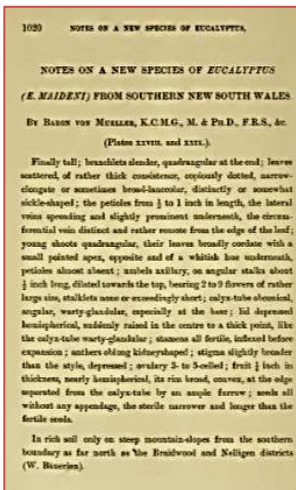 1020 NOTES ON A NEW SPECIES OF EUCALYPTUS,
NOTES ON A NEW SPECIES OF EUCALYPTUS
(E. MAIDENI) FROM SOUTHERN NEW SOUTH WALES.
By Baron von Mueller, K.C.M.G., M. & Ph.D., F.R.S., &c.
(Plates XXVIII. and XXIX.).
Finally tall; branchlets slender, quadrangular at the end; leaves
scattered, of rather thick consistence, copiously dotted, narrow-
elongate or sometimes broad-lanceolar, distinctly or somewhat
sickle-shaped; the petioles from ½ to 1 inch in length, the lateral
veins spreading and slightly prominent underneath, the circum-
ferential vein distinct and rather remote from the edge of the leaf;
young shoots quadrangular, their leaves broadly cordate with a
small pointed apex, opposite and of a whitish hue underneath,
petioles almost absent; umbels axillary, on angular stalks about
½ inch long, dilated towards the top, bearing 2 to 9 flowers of rather
large size, stalklets none or exceedingly short; calyx-tube obconical,
angular, warty-glandular, especially at the base; lid depressed
hemispherical, suddenly raised in the centre to a thick point, like
the calyx-tube warty-glandular; stamens all fertile, inflexed before
expansion; anthers oblong kidneyshaped; stigma slightly broader
than the style, depressed; ovulary 3- to 5-celled; fruit ½ inch in
thickness, nearly hemispherical, its rim broad, convex, at the edge
separated from the calyx-tube by an ample furrow; seeds all
without any appendage, the sterile narrower and longer than the
fertile seeds.
In rich soil only on steep mountain-slopes from the southern
boundary as far north as the Braidwood and Nelligen districts
(W. Bäuerlen).